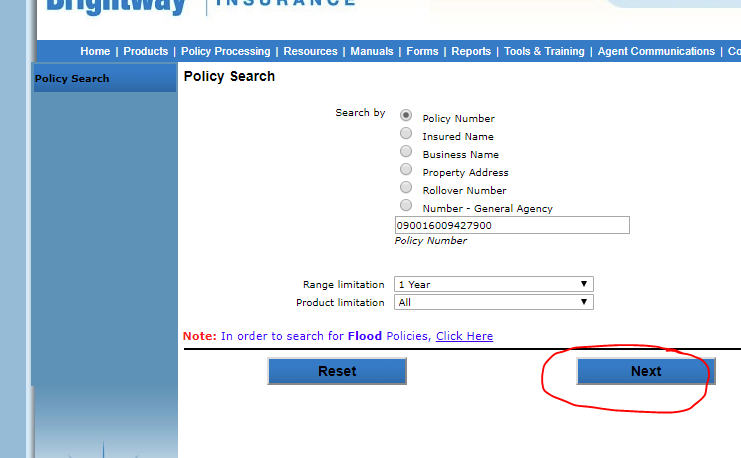 Brightway INSURANCE
Home | Products | Policy Processing | Resources | Manuals | Forms | Reports | Tools & Training | Agent Communications | Co
Policy Search
Policy Search
Search by
Policy Number
Insured Name
Business Name
Property Address
Rollover Number
Number - General Agency
090016009427900
Policy Number
Range limitation 1 Year
Product limitation All
Note: In order to search for Flood Policies, Click Here
Reset Next